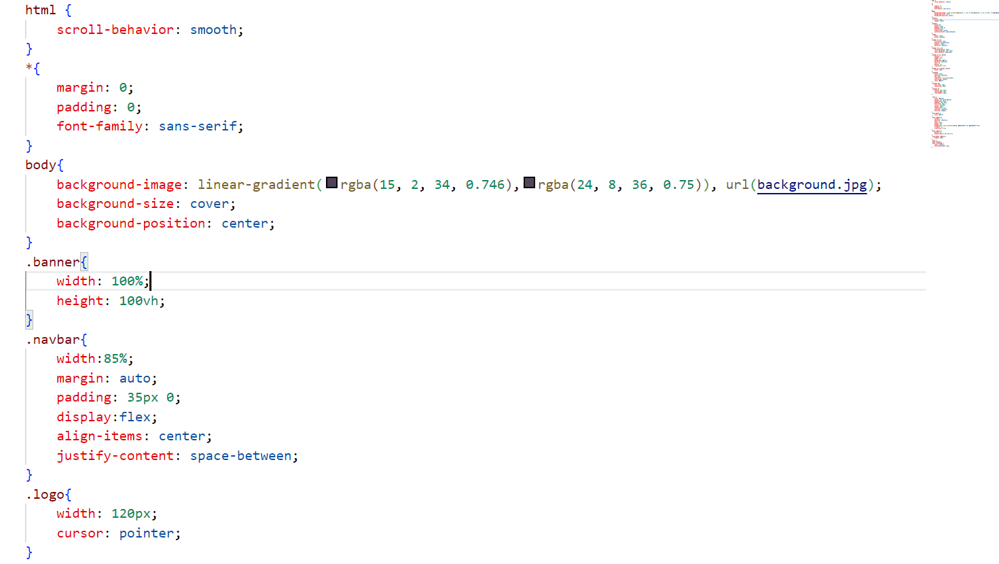 html {
    scroll-behavior: smooth;
}
*{
    margin: 0;
    padding: 0;
    font-family: sans-serif;
}
body{
    background-image: linear-gradient(rgba(15, 2, 34, 0.746),rgba(24, 8, 36, 0.75)), url(background.jpg);
    background-size: cover;
    background-position: center;
}
.banner{
    width: 100%;
    height: 100vh;
}
.navbar{
    width:85%;
    margin: auto;
    padding: 35px 0;
    display:flex;
    align-items: center;
    justify-content: space-between;
}
.logo{
    width: 120px;
    cursor: pointer;
}